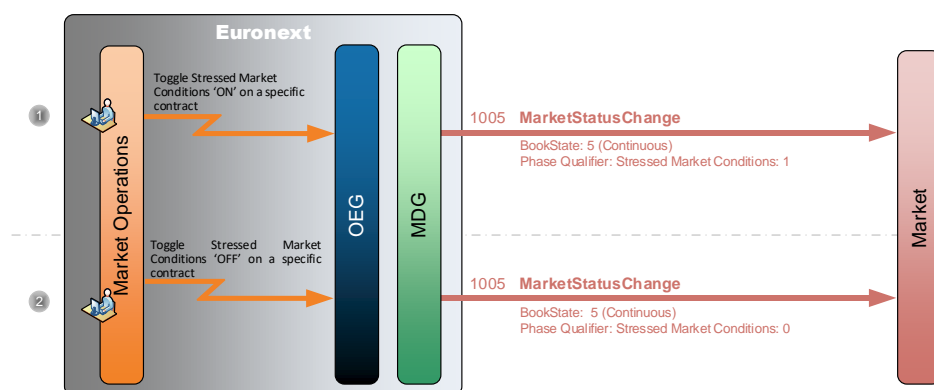 Euronext
Toggle Stressed Market
Conditions ‘ON’ on a specific
contract
1
1005 MarketStatusChange
BookState: 5 (Continuous)
Phase Qualifier: Stressed Market Conditions: 1
Market Operations
OEG
MDG
Market
Toggle Stressed Market
Conditions ‘OFF’ on a specific
contract
2
1005 MarketStatusChange
BookState: 5 (Continuous)
Phase Qualifier: Stressed Market Conditions: 0